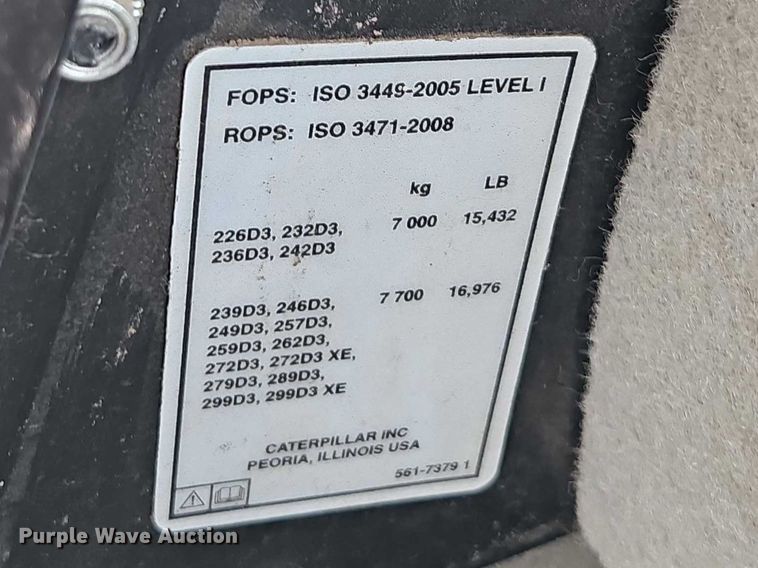 FOPS: ISO 3449-2005 LEVEL I
ROPS: ISO 3471-2008
kg LB
226D3, 232D3, 7 000 15,432
236D3, 242D3
239D3, 246D3, 7 700 16,976
249D3, 257D3,
259D3, 262D3,
272D3, 272D3 XE,
279D3, 289D3,
299D3, 299D3 XE
CATERPILLAR INC
PEORIA, ILLINOIS USA
561-7379 1
Purple Wave Auction